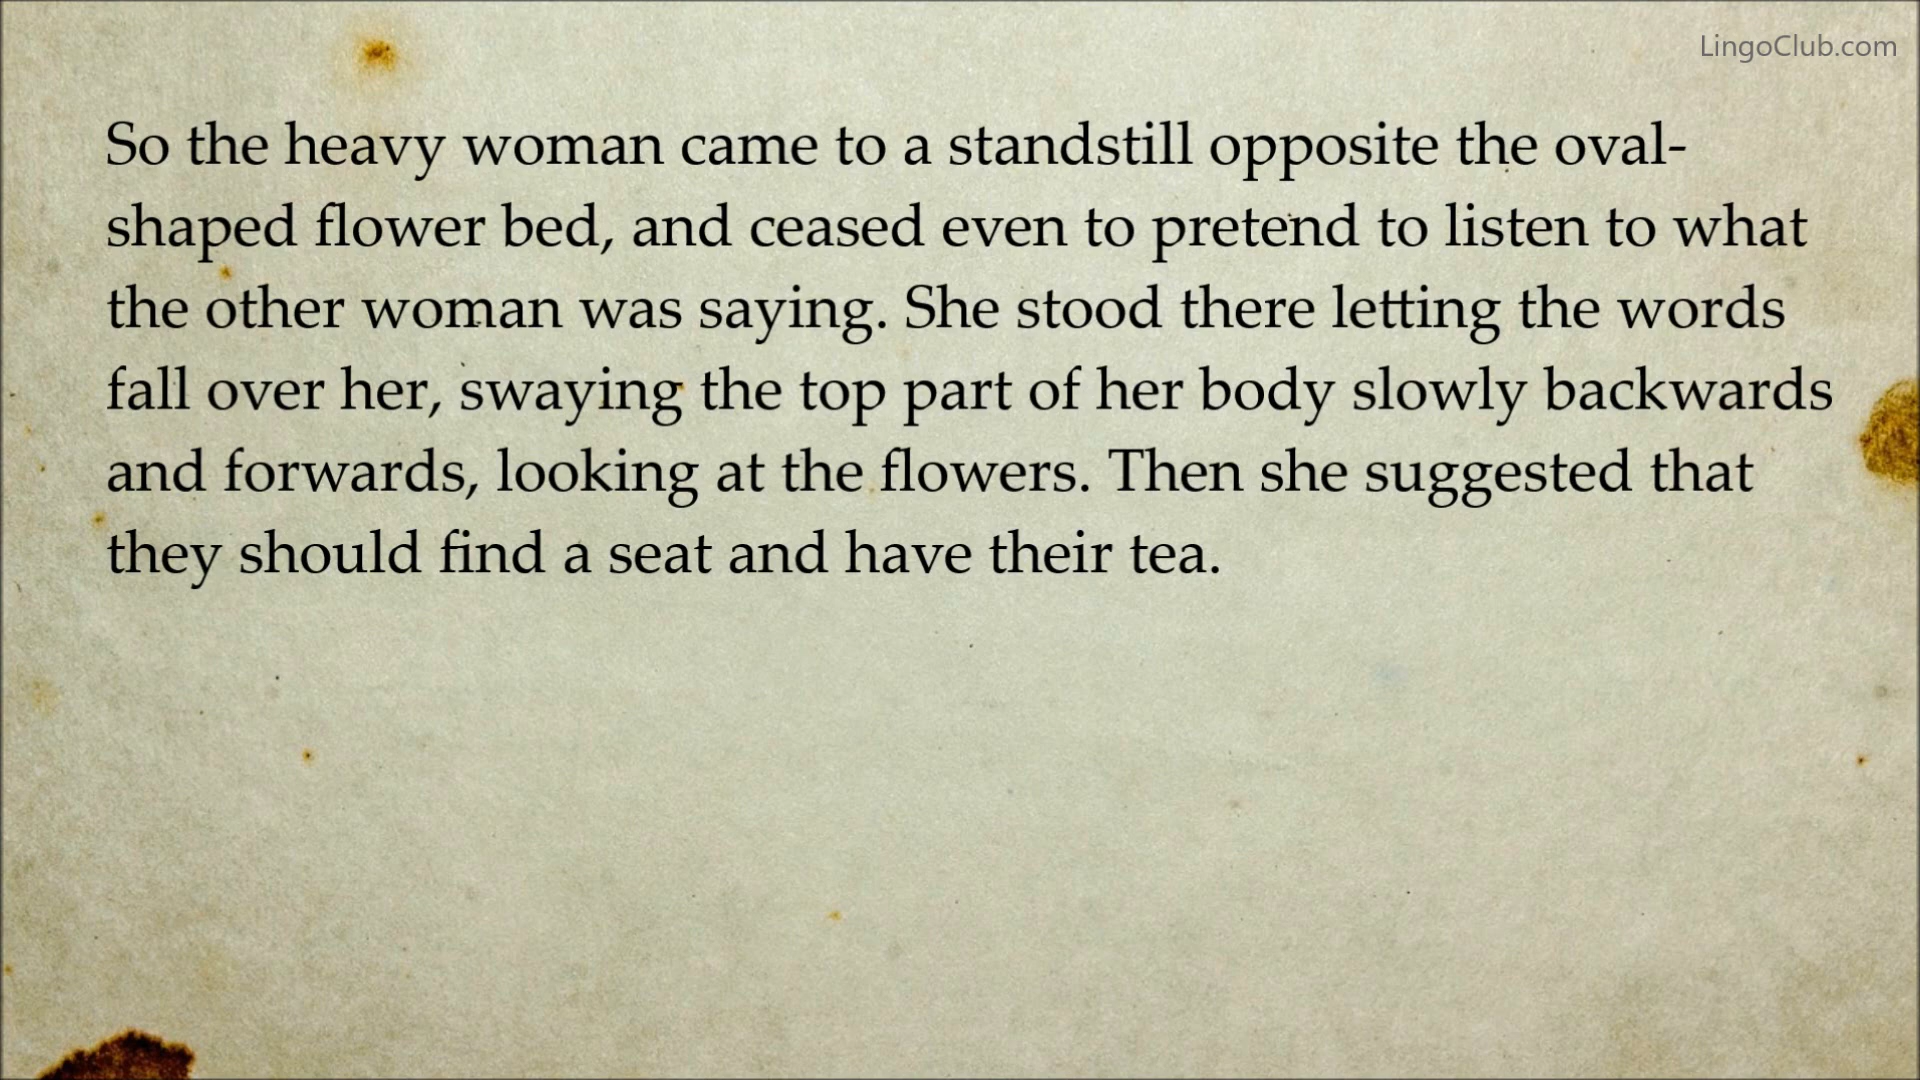 LingoClub.com
So the heavy woman came to a standstill opposite the oval-
shaped flower bed, and ceased even to pretend to listen to what
the other woman was saying. She stood there letting the words
fall over her, swaying the top part of her body slowly backwards
and forwards, looking at the flowers. Then she suggested that
they should find a seat and have their tea.